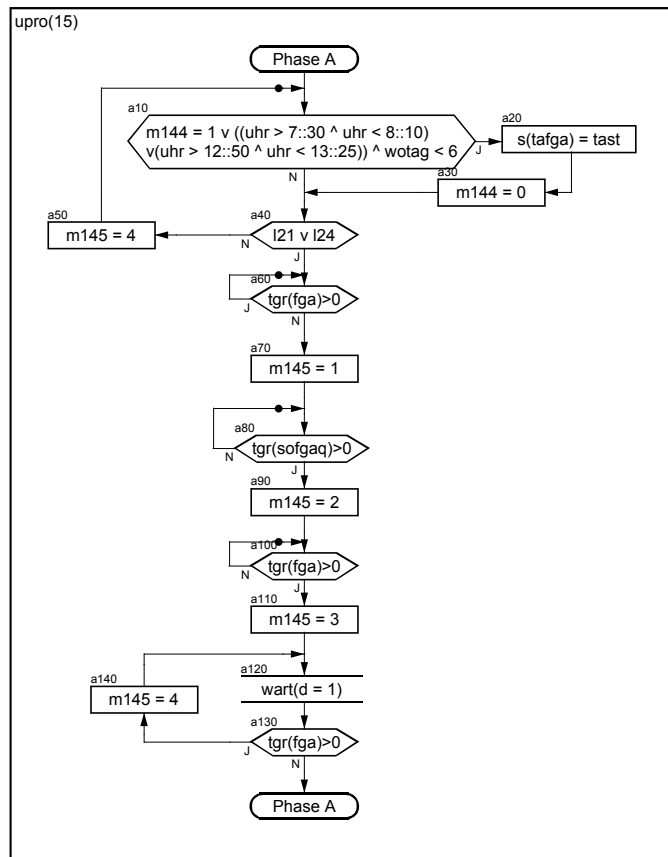 upro(15)
Phase A
a10
m144 = 1 v ((uhr > 7::30 ^ uhr < 8::10)
v(uhr > 12::50 ^ uhr < 13::25)) ^ wotag < 6
J
N
a20
s(tafga) = tast
a30
m144 = 0
a40
l21 v l24
N
J
a50
m145 = 4
a60
tgr(fga)>0
J
N
a70
m145 = 1
a80
tgr(sofgaq)>0
N
J
a90
m145 = 2
a100
tgr(fga)>0
N
J
a110
m145 = 3
a120
wart(d = 1)
a130
tgr(fga)>0
J
N
a140
m145 = 4
Phase A